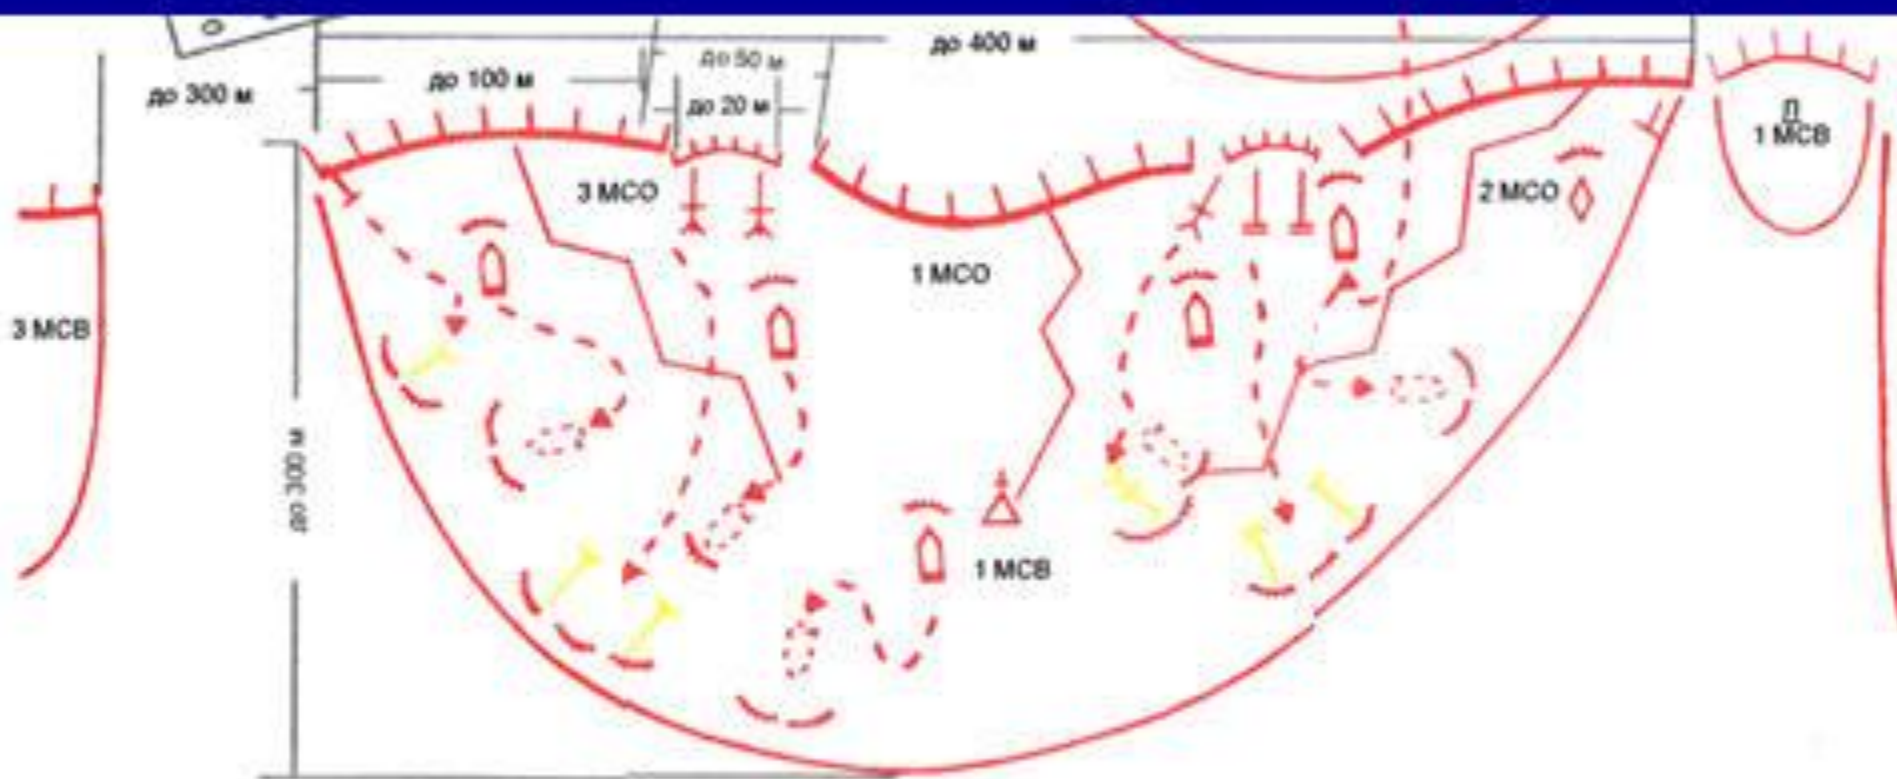 до 400 м
до 50 м
до 100 м
до 300 м
до 20 м
П
1 МСВ
3 МСО
2 МСО
1 МСО
3 МСВ
до 300 м
1 МСВ